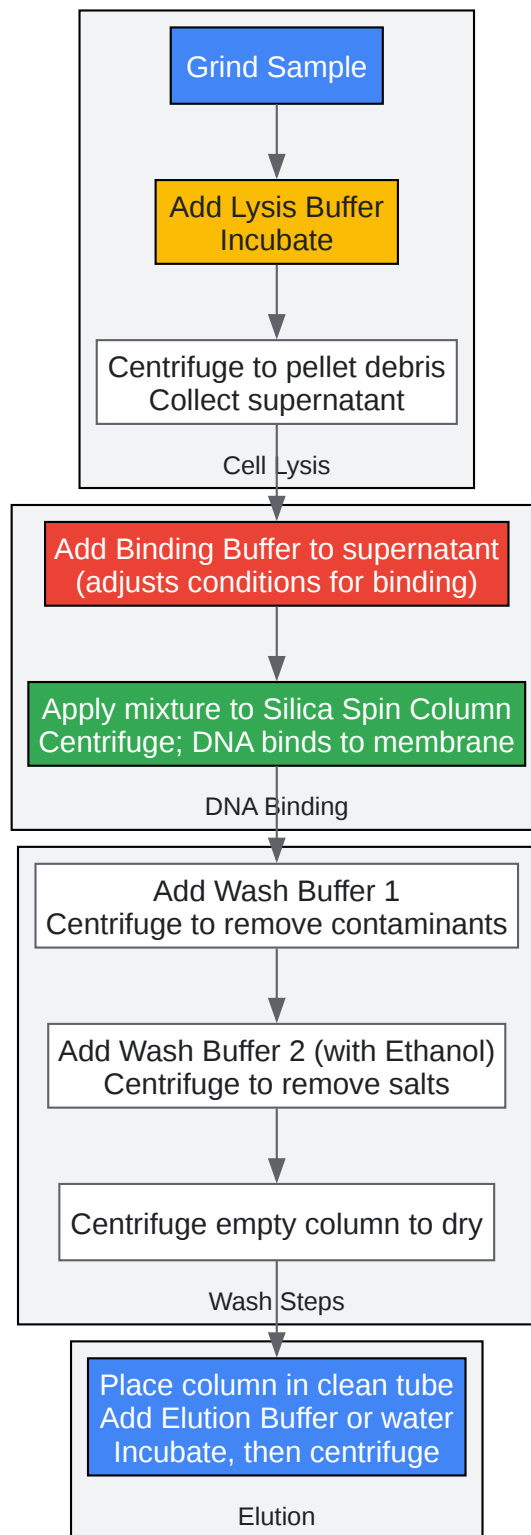 Grind Sample
Add Lysis Buffer
Incubate
Centrifuge to pellet debris
Collect supernatant
Cell Lysis
Add Binding Buffer to supernatant
(adjusts conditions for binding)
Apply mixture to Silica Spin Column
Centrifuge; DNA binds to membrane
DNA Binding
Add Wash Buffer 1
Centrifuge to remove contaminants
Add Wash Buffer 2 (with Ethanol)
Centrifuge to remove salts
Centrifuge empty column to dry
Wash Steps
Place column in clean tube
Add Elution Buffer or water
Incubate, then centrifuge
Elution